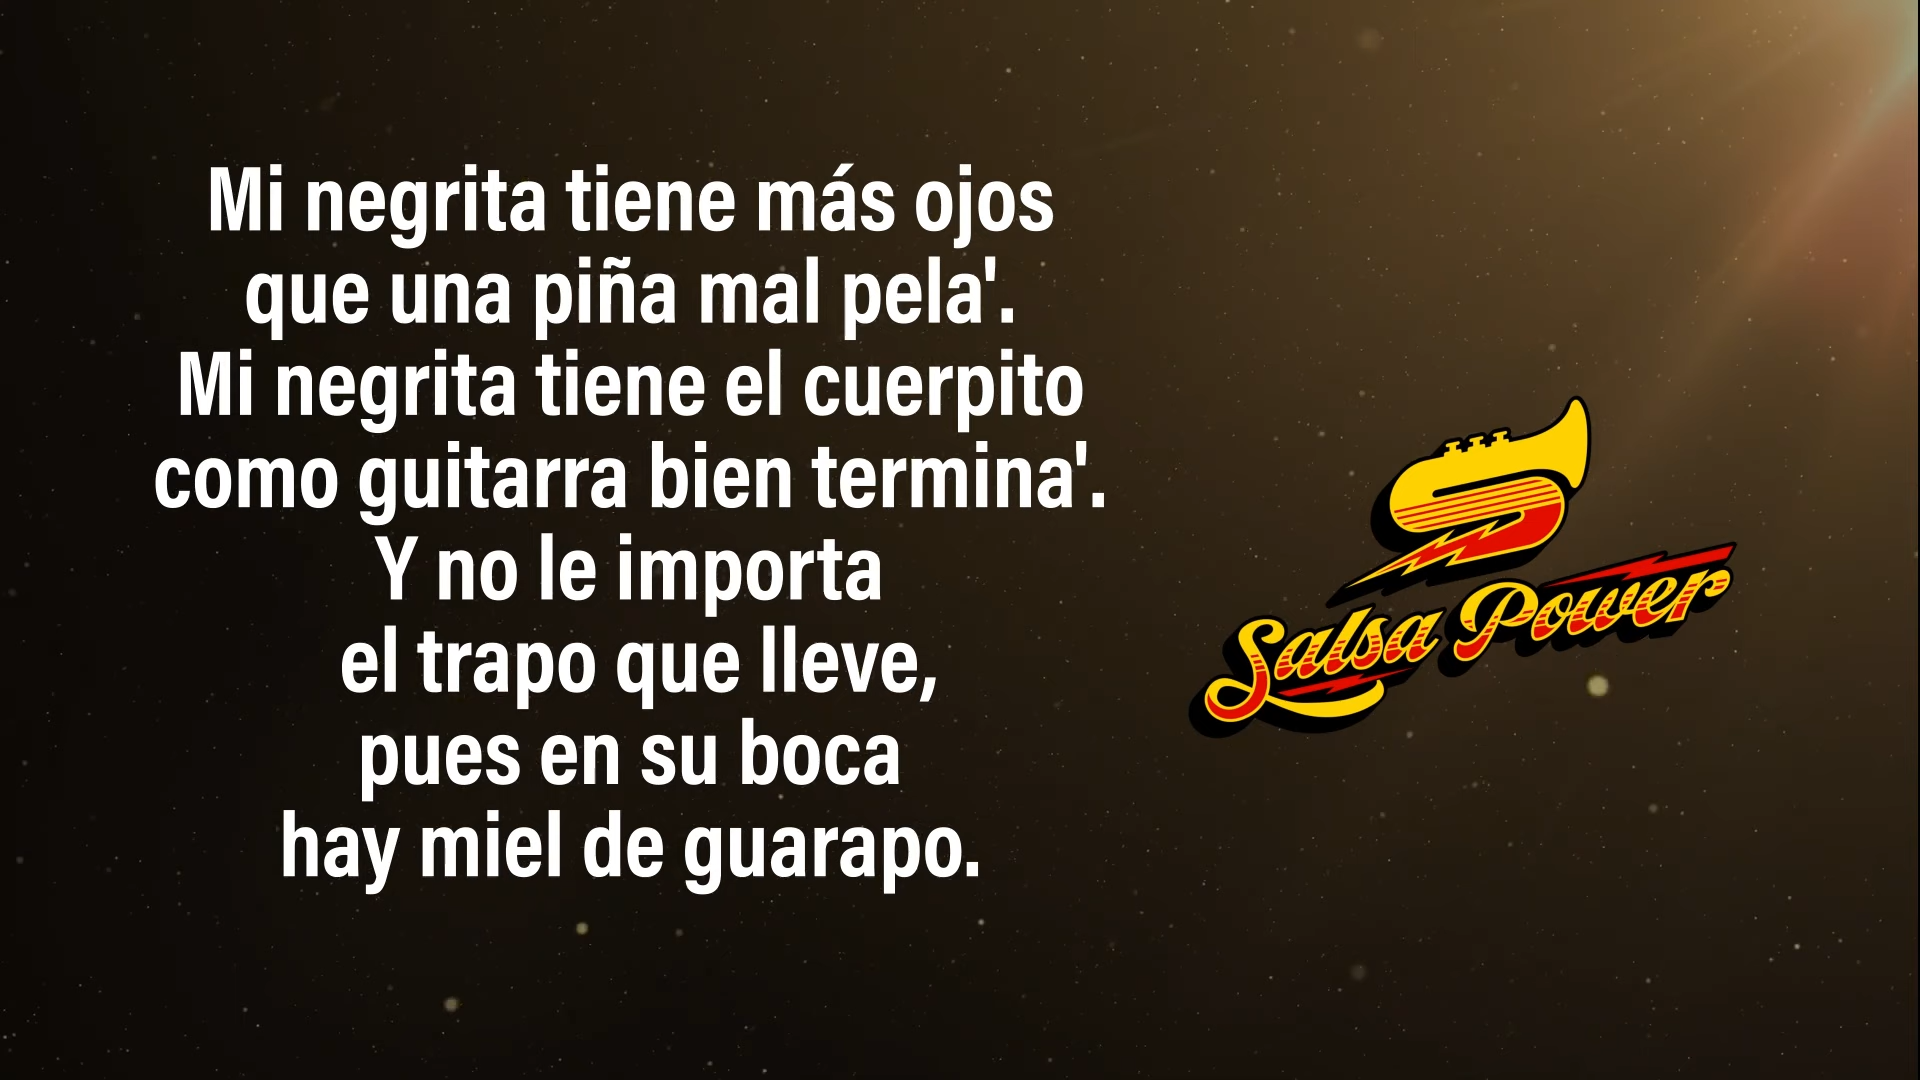 Mi negrita tiene más ojos
que una piña mal pela'.
Mi negrita tiene el cuerpito
como guitarra bien termina'.
Y no le importa
el trapo que lleve,
pues en su boca
hay miel de guarapo.
Salsa Power